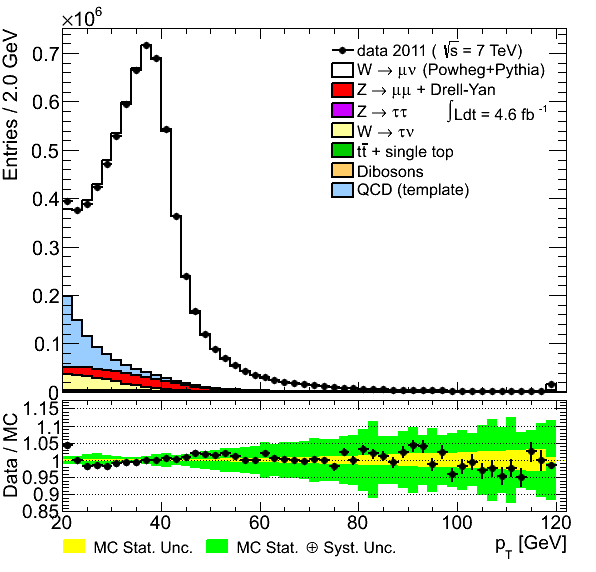 ×10⁶
Entries / 2.0 GeV
0.7
0.6
0.5
0.4
0.3
0.2
0.1
0
data 2011 ( √s = 7 TeV)
W → μν (Powheg+Pythia)
Z → μμ + Drell-Yan
Z → ττ
∫Ldt = 4.6 fb⁻¹
W → τν
tt̄ + single top
Dibosons
QCD (template)
Data / MC
1.15
1.1
1.05
1
0.95
0.9
0.85
20 40 60 80 100 120
p_T [GeV]
MC Stat. Unc.
MC Stat. ⊕ Syst. Unc.